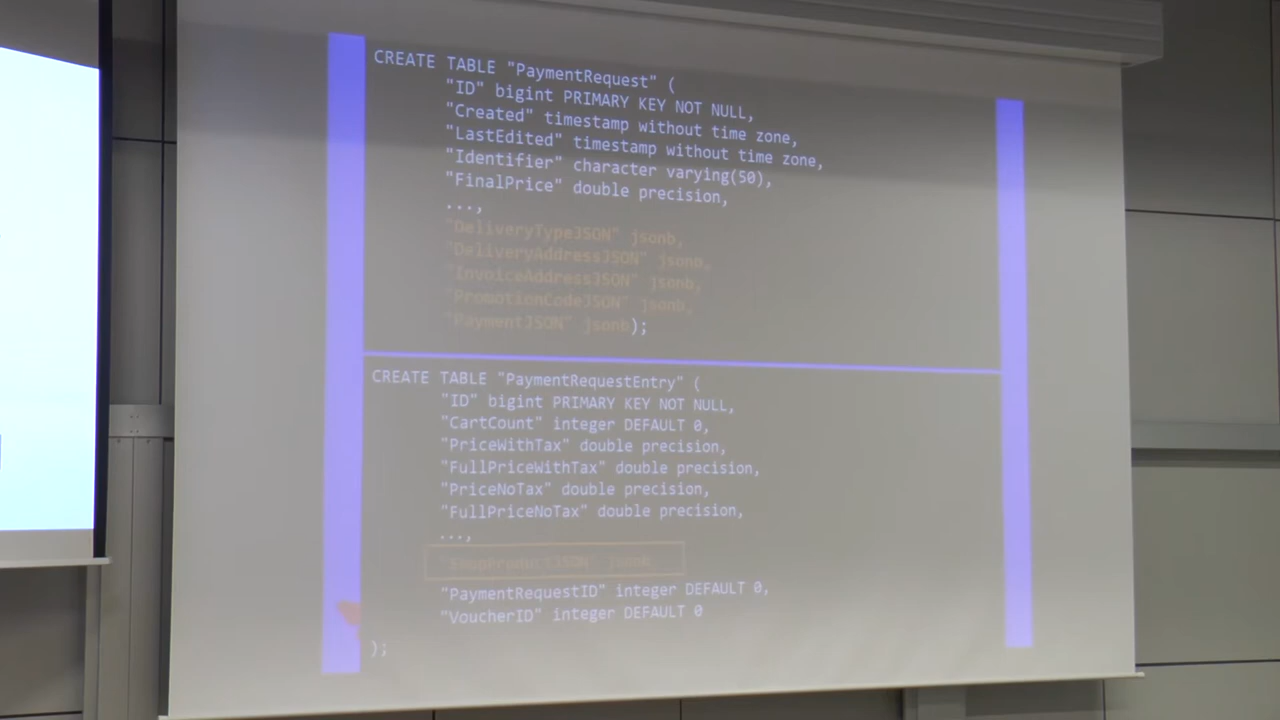 CREATE TABLE "PaymentRequest" (
"ID" bigint PRIMARY KEY NOT NULL,
"Created" timestamp without time zone,
"LastEdited" timestamp without time zone,
"Identifier" character varying(50),
"FinalPrice" double precision,
...,
"DeliveryTypeJSON" jsonb,
"DeliveryAddressJSON" jsonb,
"InvoiceAddressJSON" jsonb,
"PromotionCodeJSON" jsonb,
"PaymentJSON" jsonb);
CREATE TABLE "PaymentRequestEntry" (
"ID" bigint PRIMARY KEY NOT NULL,
"CartCount" integer DEFAULT 0,
"PriceWithTax" double precision,
"FullPriceWithTax" double precision,
"PriceNoTax" double precision,
"FullPriceNoTax" double precision,
...,
"PaymentRequestID" integer DEFAULT 0,
"VoucherID" integer DEFAULT 0
);